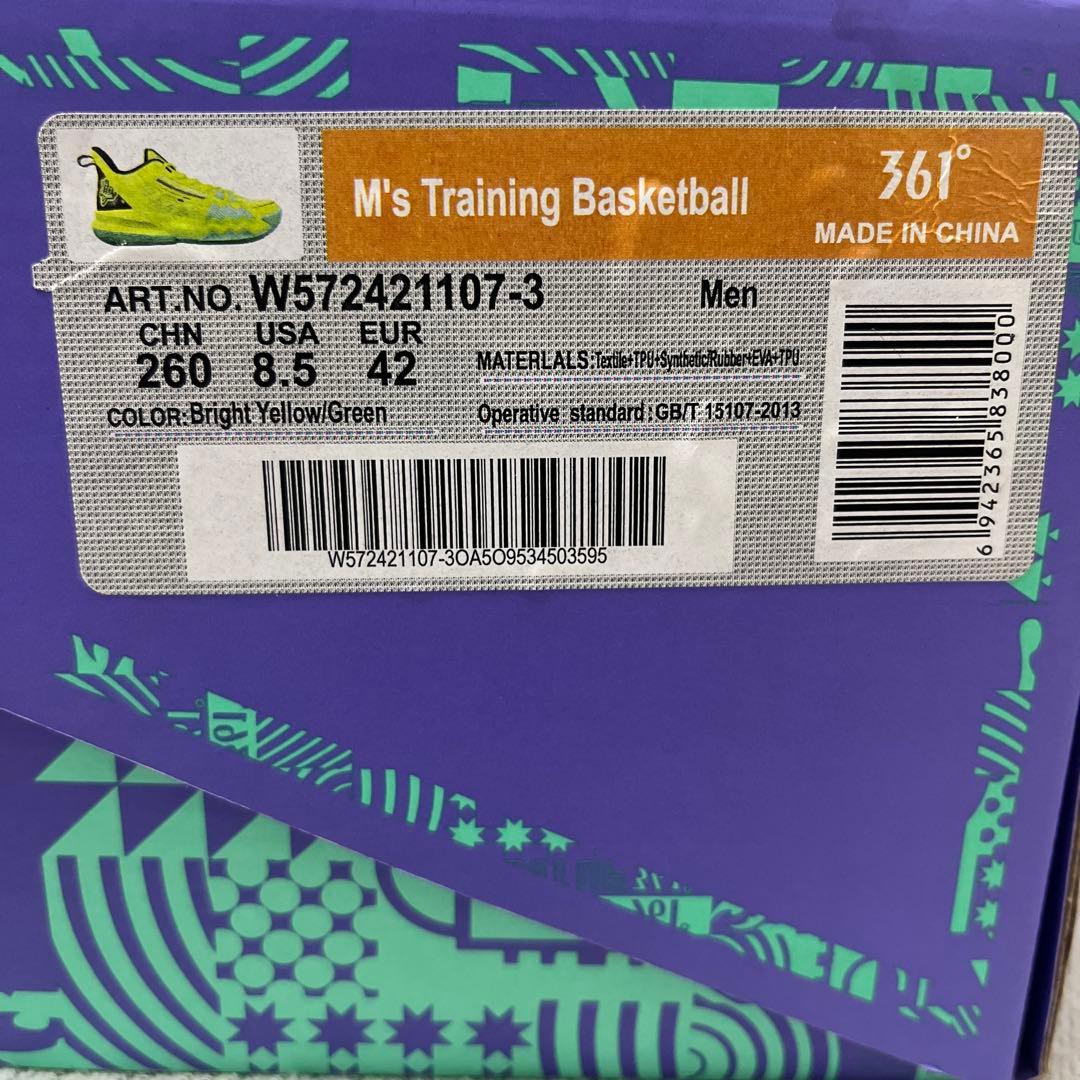 M's Training Basketball
361°
MADE IN CHINA
ART.NO. W572421107-3
Men
CHN USA EUR
260 8.5 42
MATERLALS:Textile+TPU+Synthetic/Rubber+EVA+TPU
COLOR:Bright Yellow/Green
Operative standard:GB/T 15107-2013
W572421107-3OA5O9534503595
6942365838000